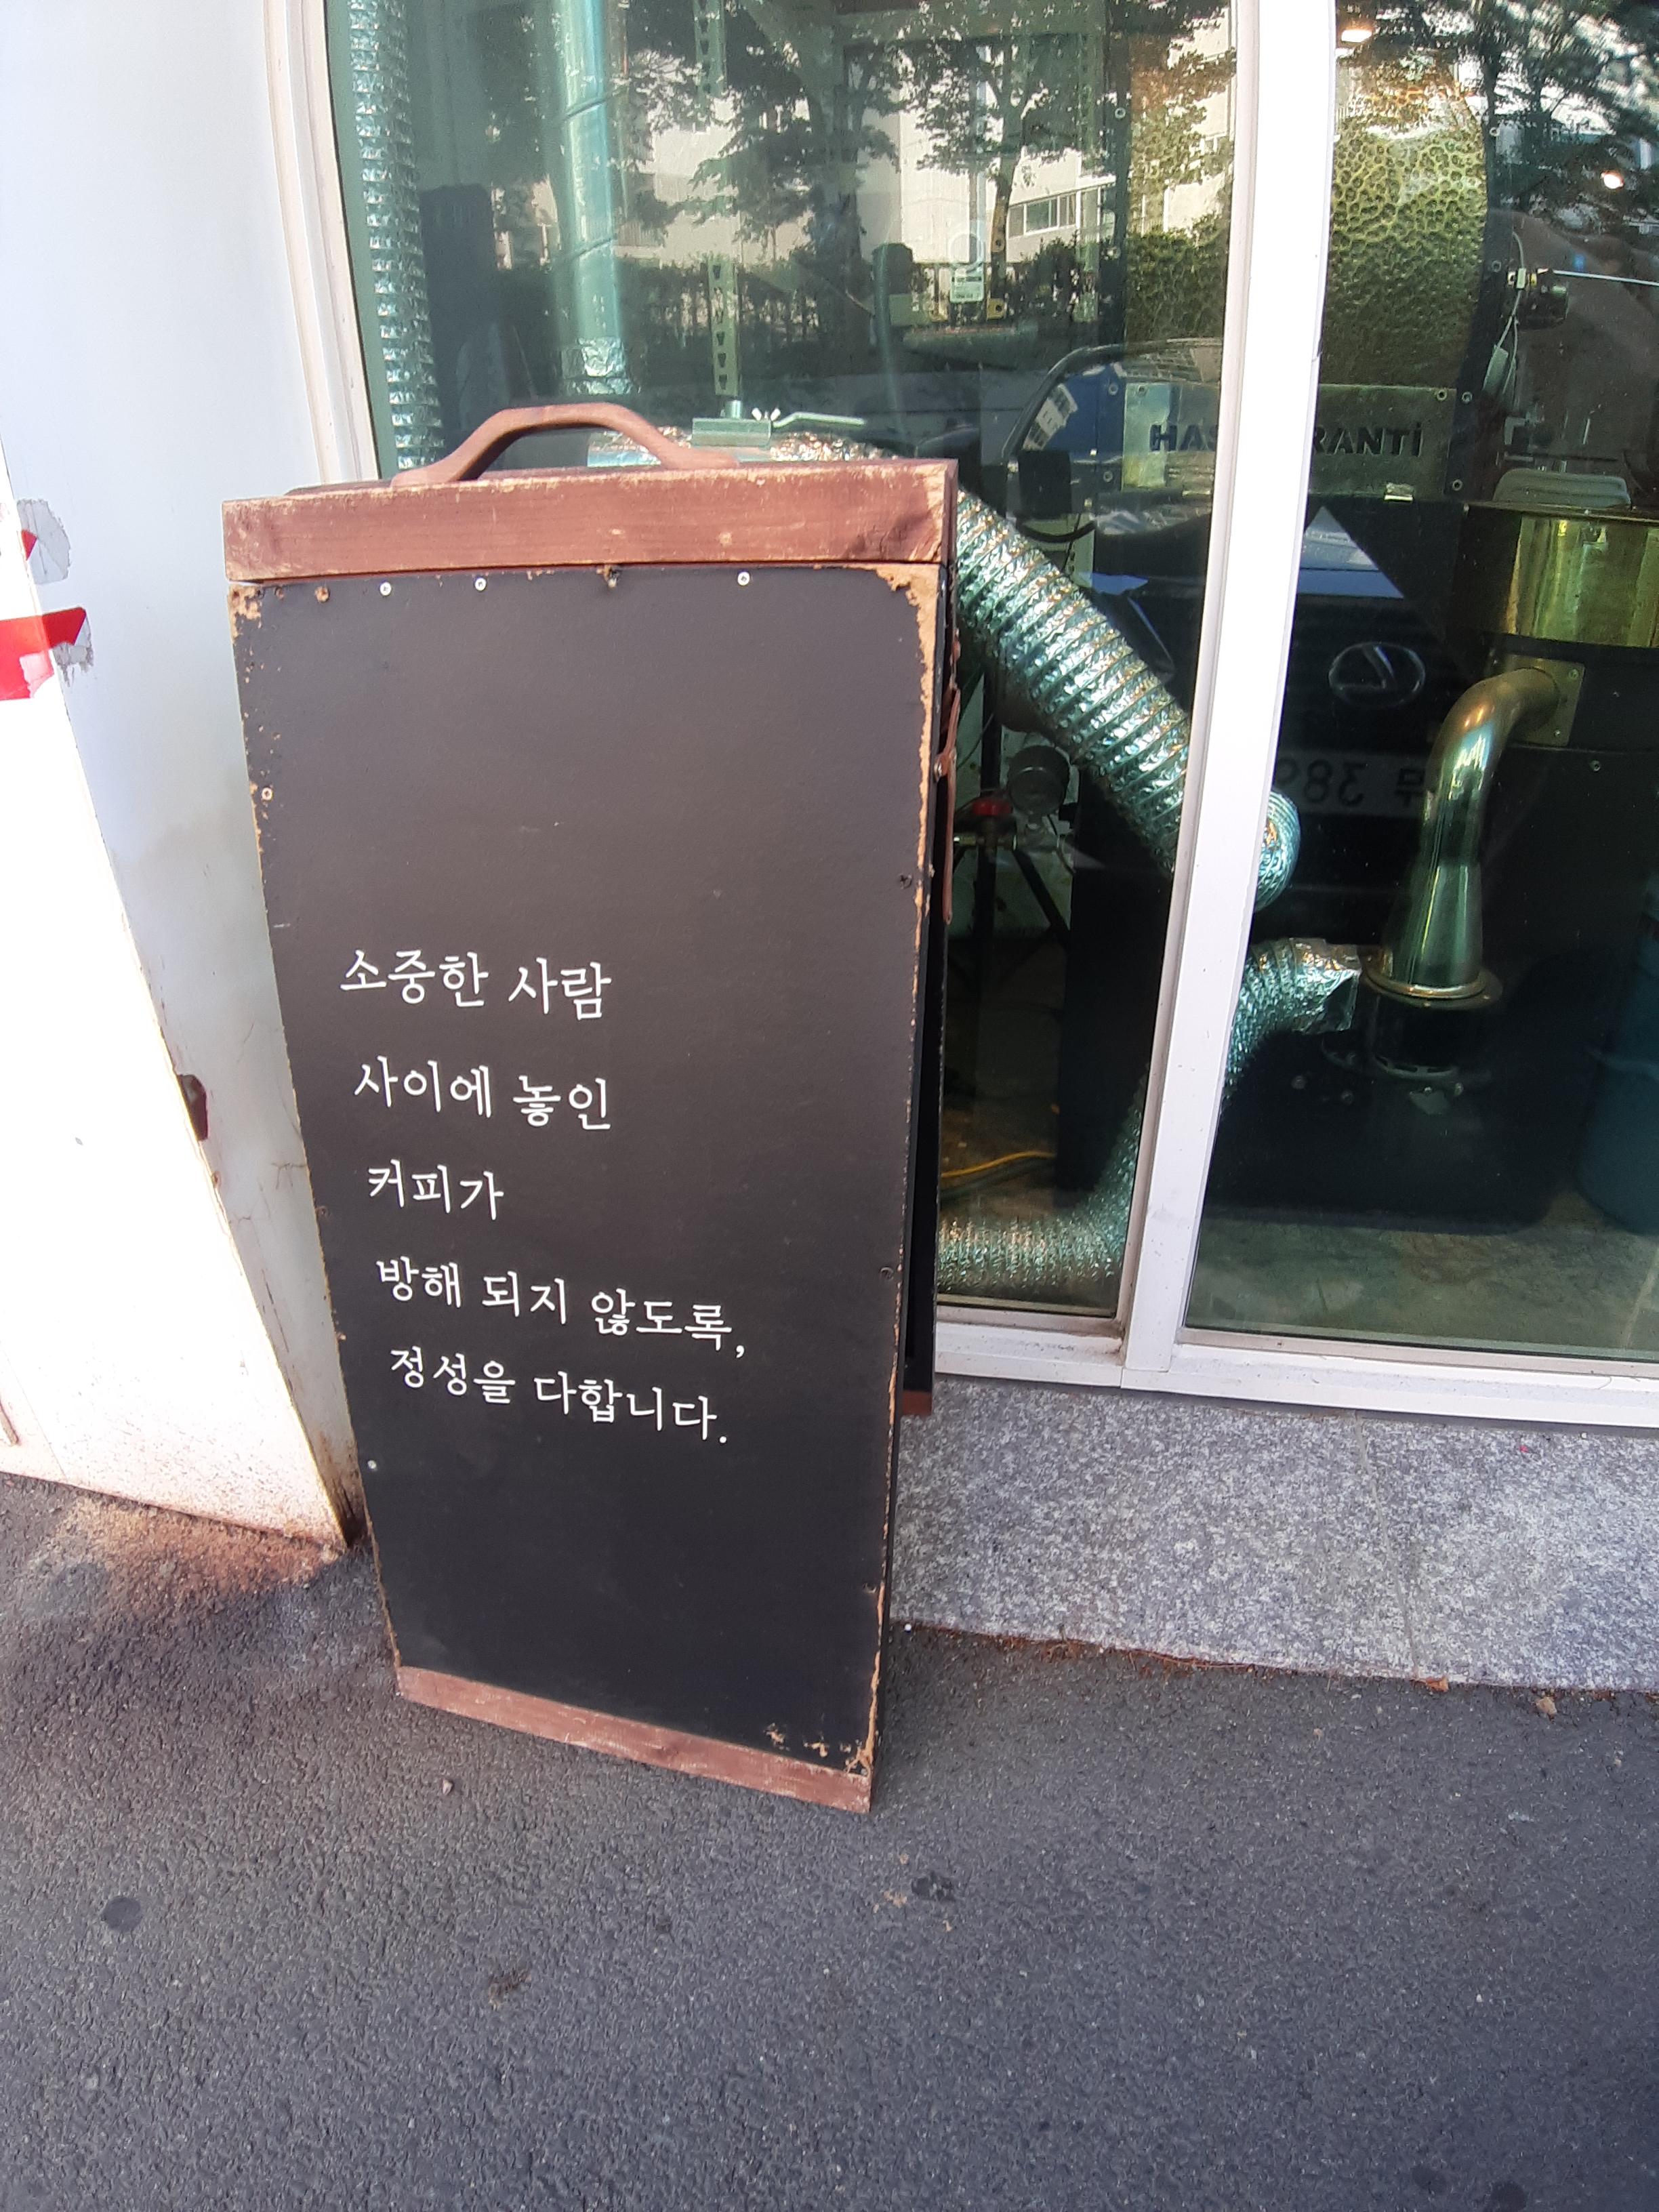 소중한 사람
사이에 놓인
커피가
방해 되지 않도록,
정성을 다합니다.